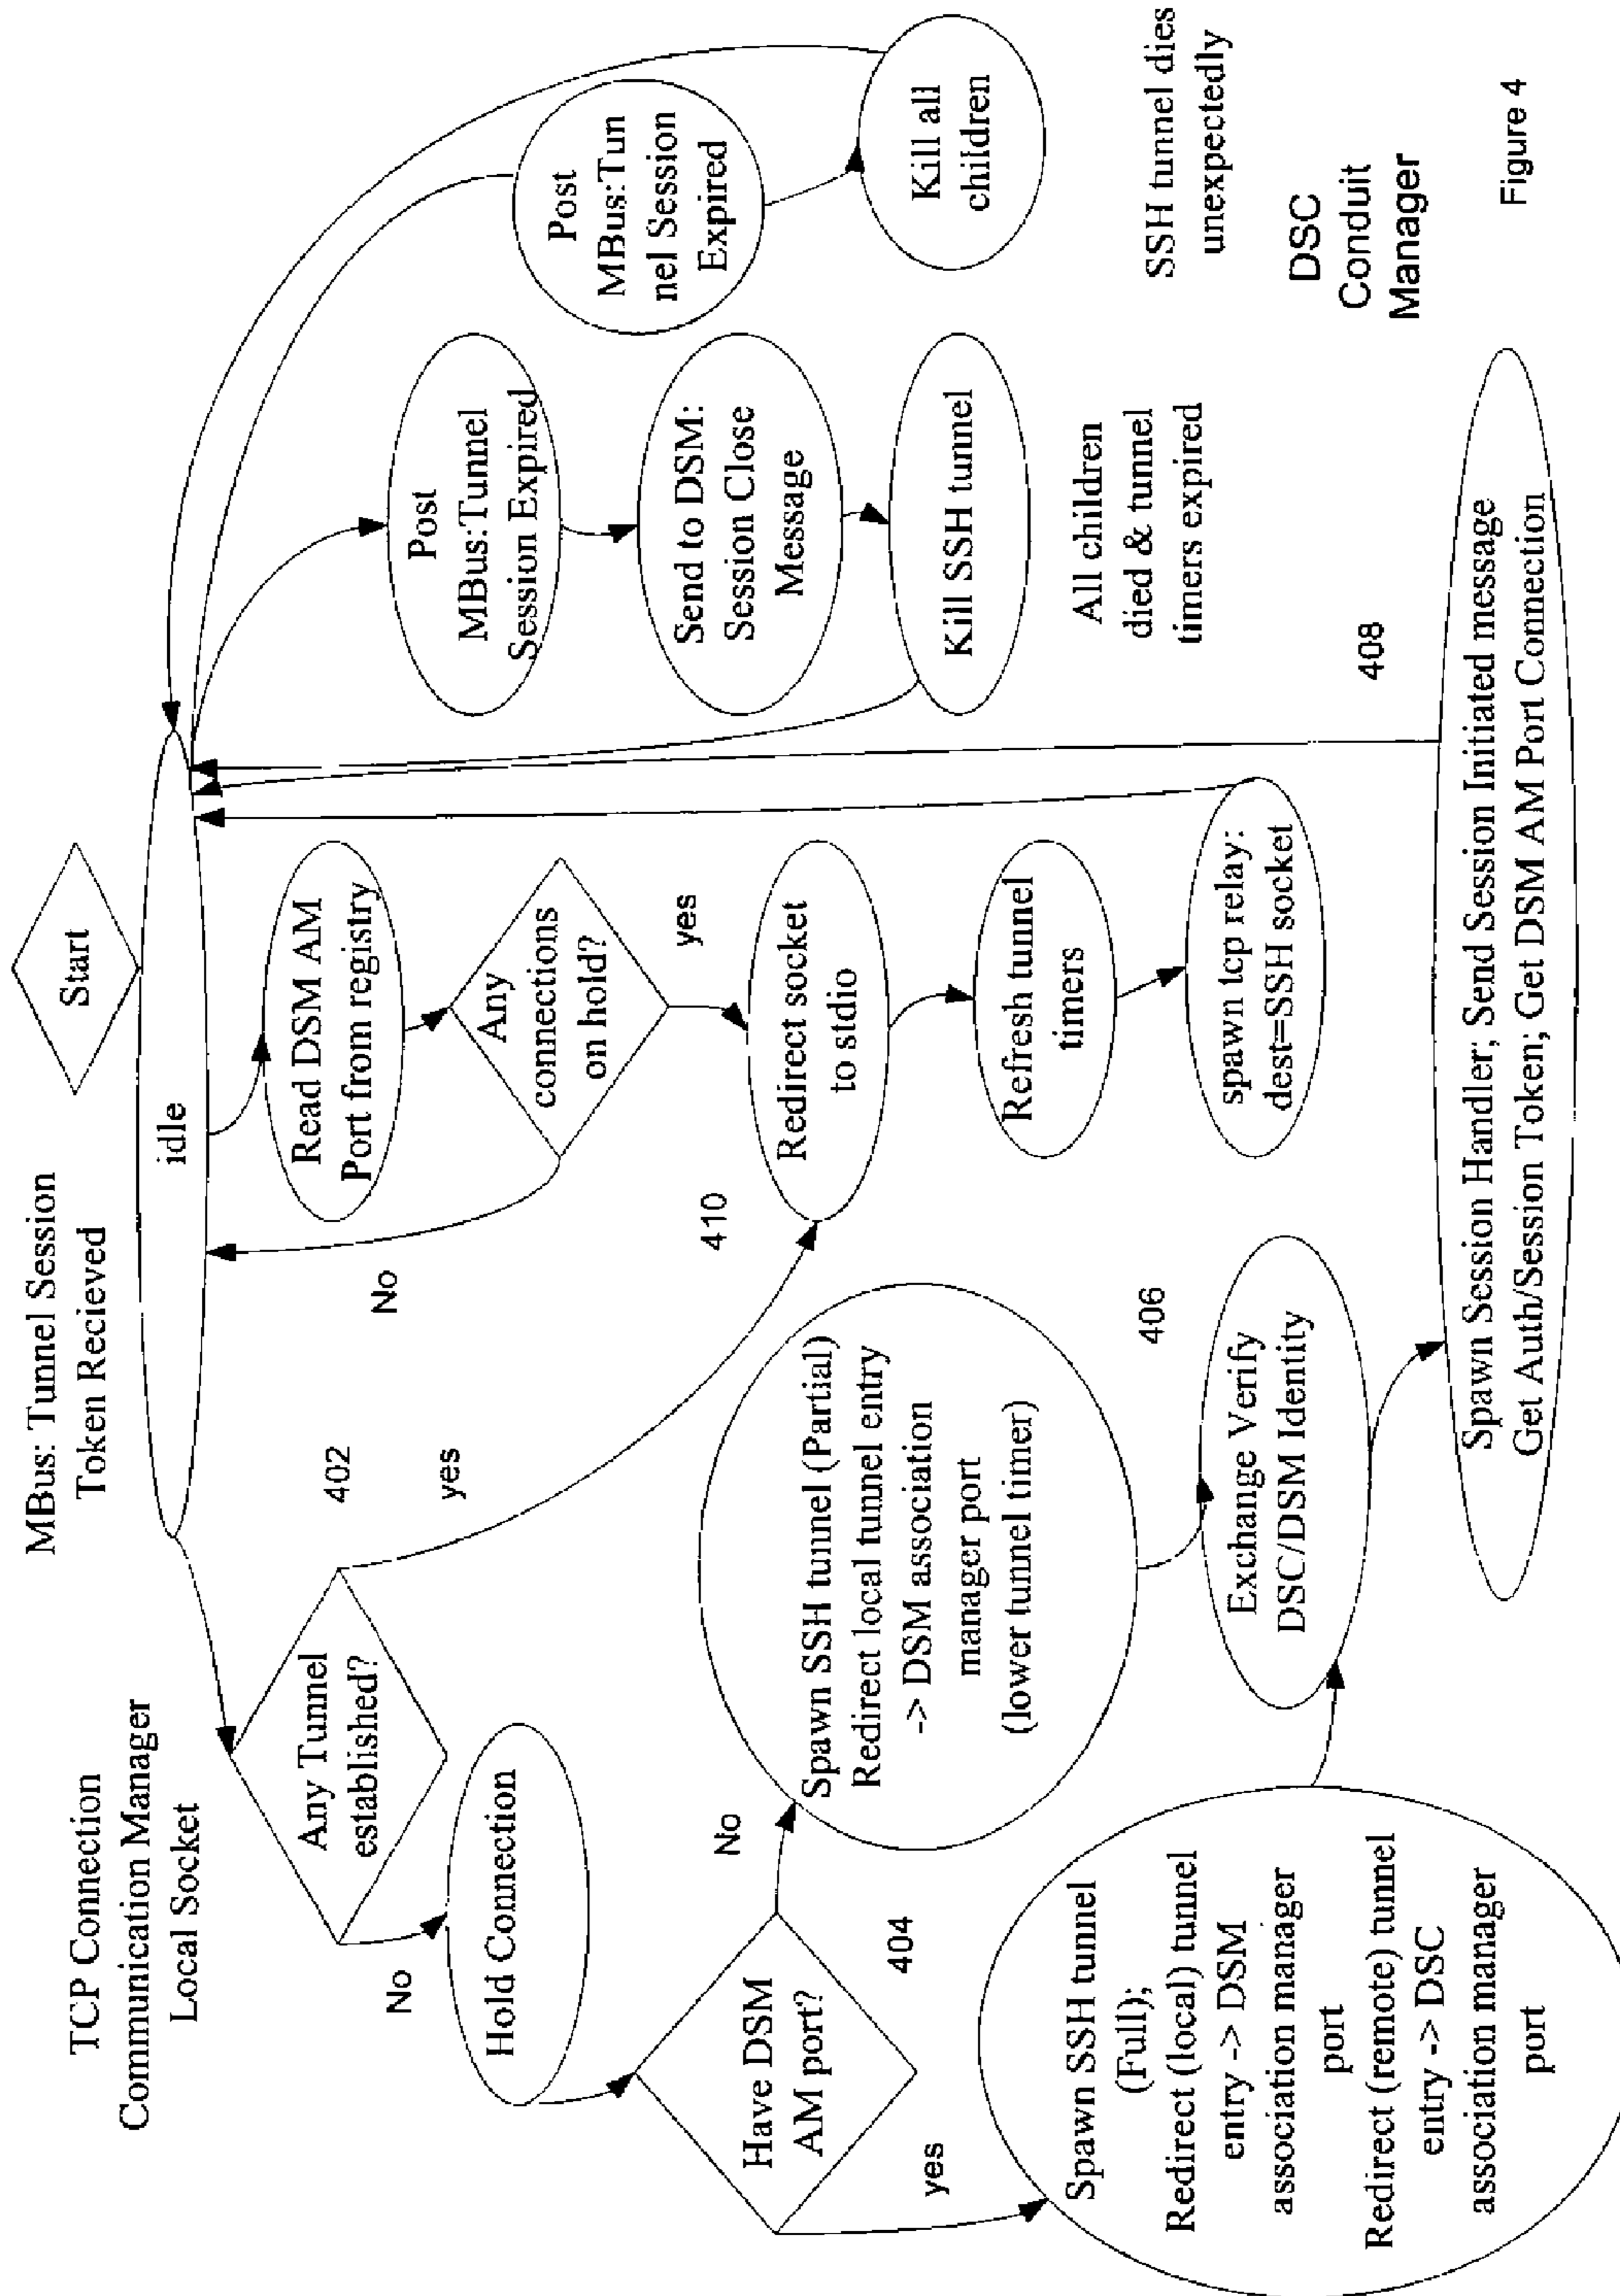 TCP Connection
Communication Manager
Local Socket
MBus: Tunnel Session
Token Recieved
Start
idle
Any Tunnel
established?
402
yes
No
Hold Connection
Have DSM
AM port?
404
No
yes
Spawn SSH tunnel
(Full);
Redirect (local) tunnel
entry -> DSM
association manager
port
Redirect (remote) tunnel
entry -> DSC
association manager
port
Spawn SSH tunnel (Partial)
Redirect local tunnel entry
-> DSM association
manager port
(lower tunnel timer)
406
Exchange Verify
DSC/DSM Identity
Read DSM AM
Port from registry
Any
connections
on hold?
No
yes
410
Redirect socket
to stdio
Refresh tunnel
timers
spawn tcp relay:
dest=SSH socket
408
Spawn Session Handler; Send Session Initiated message
Get Auth/Session Token; Get DSM AM Port Connection
Post
MBus:Tunnel
Session Expired
Send to DSM:
Session Close
Message
Kill SSH tunnel
All children
died & tunnel
timers expired
Post
MBus:Tun
nel Session
Expired
Kill all
children
SSH tunnel dies
unexpectedly
DSC
Conduit
Manager
Figure 4